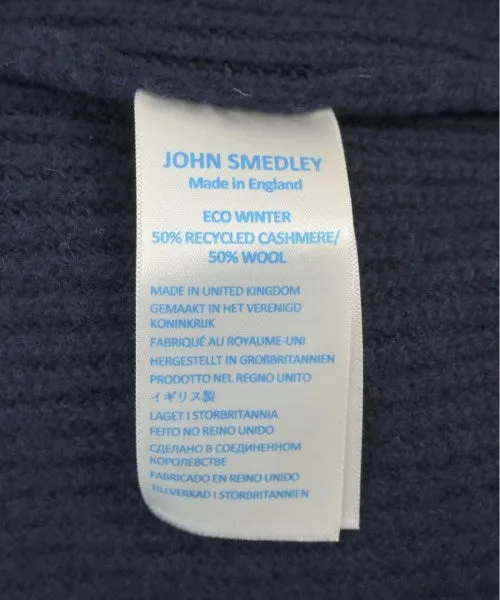 JOHN SMEDLEY
Made in England
ECO WINTER
50% RECYCLED CASHMERE/
50% WOOL
MADE IN UNITED KINGDOM
GEMAAKT IN HET VERENIGD
KONINKRIJK
FABRIQUÉ AU ROYAUME-UNI
HERGESTELLT IN GROßBRITANNIEN
PRODOTTO NEL REGNO UNITO
イギリス製
LAGET I STORBRITANNIA
FEITO NO REINO UNIDO
СДЕЛАНО В СОЕДИНЕННОМ
КОРОЛЕВСТВЕ
FABRICADO EN REINO UNIDO
TILLVERKAD I STORBRITANNIEN